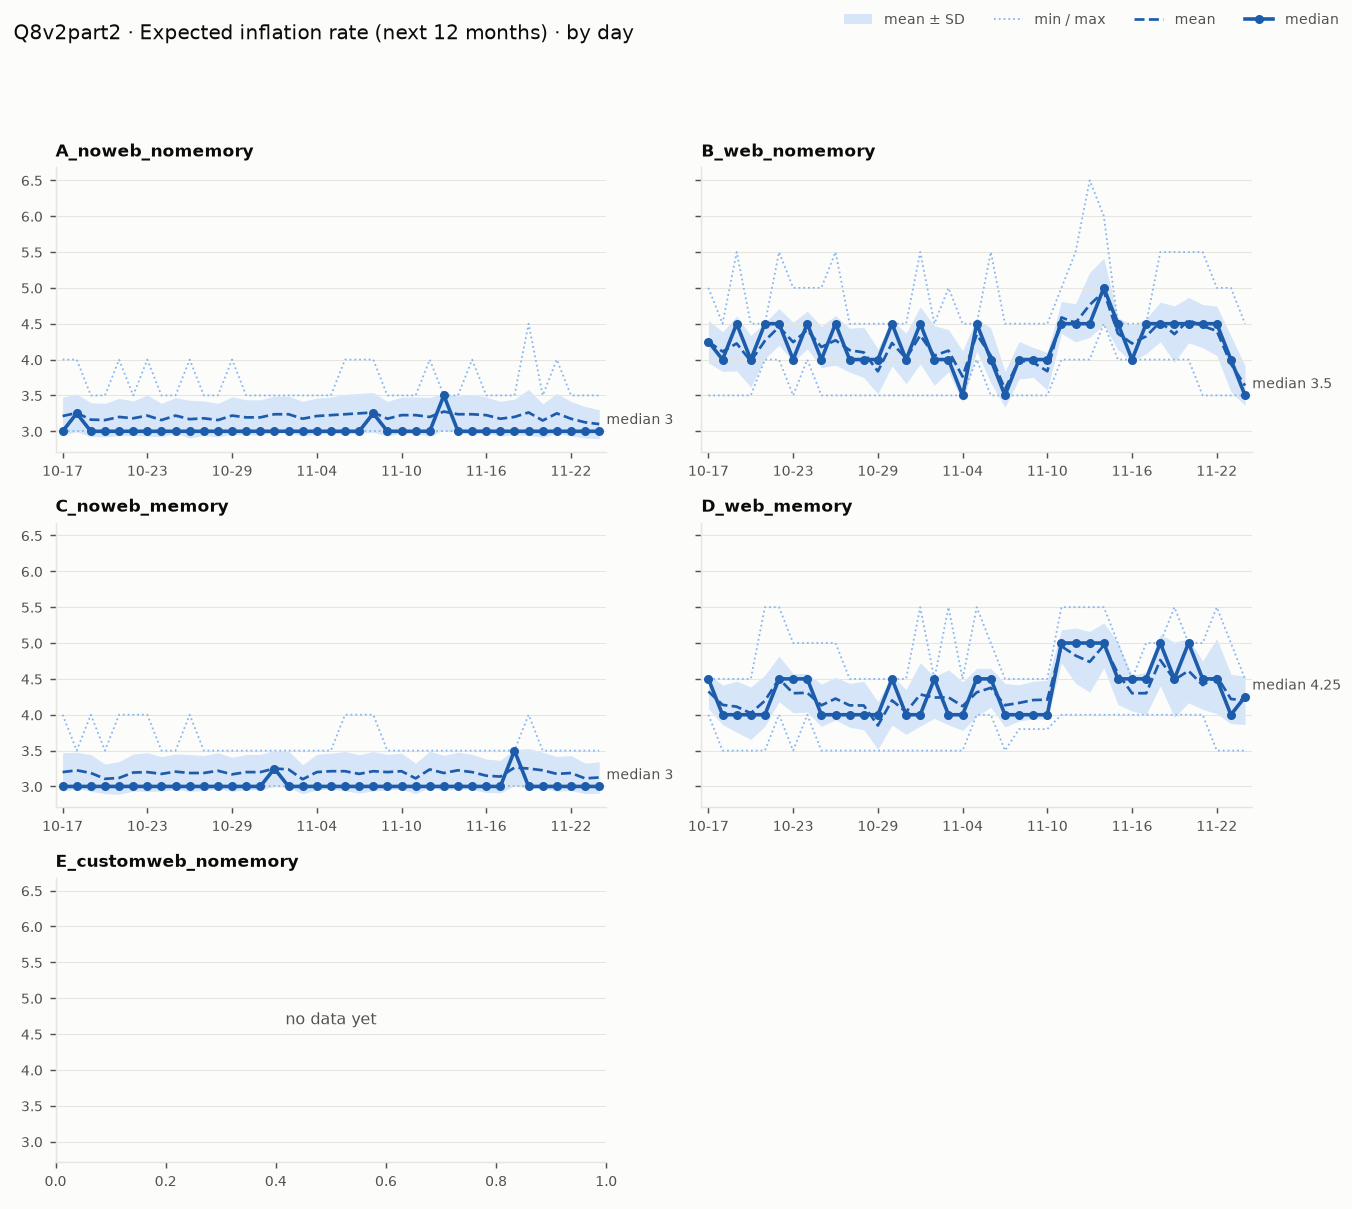 Q8v2part2 · Expected inflation rate (next 12 months) · by day
mean ± SD min / max mean median
A_noweb_nomemory
6.5
6.0
5.5
5.0
4.5
4.0
3.5
3.0
median 3
10-17 10-23 10-29 11-04 11-10 11-16 11-22
B_web_nomemory
median 3.5
10-17 10-23 10-29 11-04 11-10 11-16 11-22
C_noweb_memory
6.5
6.0
5.5
5.0
4.5
4.0
3.5
3.0
median 3
10-17 10-23 10-29 11-04 11-10 11-16 11-22
D_web_memory
median 4.25
10-17 10-23 10-29 11-04 11-10 11-16 11-22
E_customweb_nomemory
6.5
6.0
5.5
5.0
4.5
4.0
3.5
3.0
no data yet
0.0 0.2 0.4 0.6 0.8 1.0